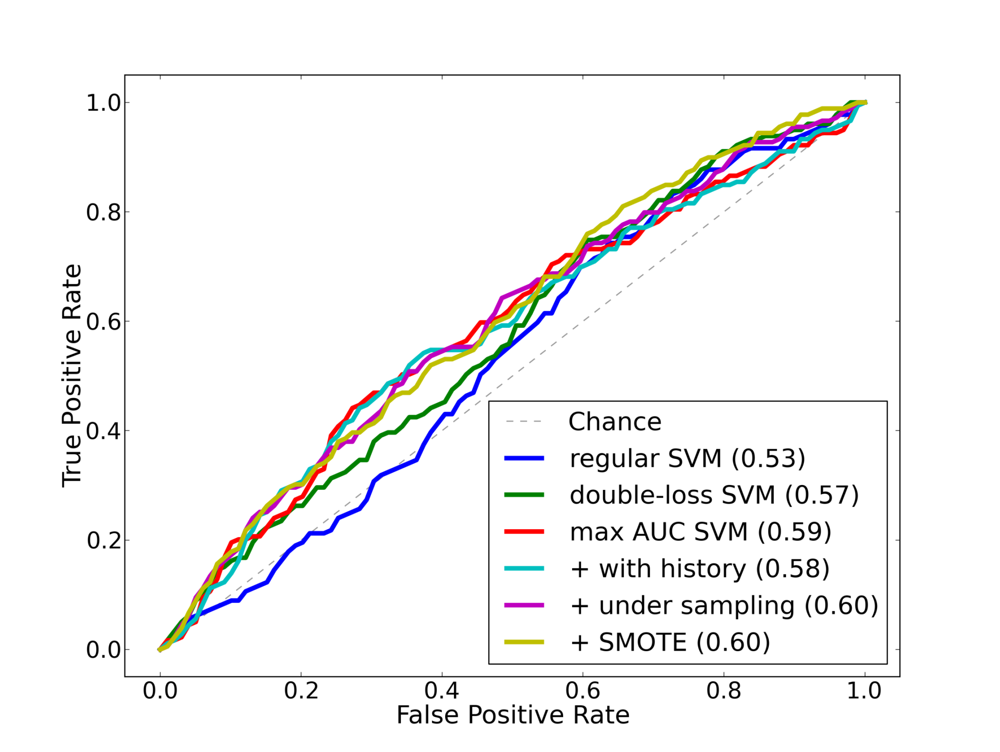 1.0
0.8
0.6
0.4
0.2
0.0
True Positive Rate
Chance
regular SVM (0.53)
double-loss SVM (0.57)
max AUC SVM (0.59)
+ with history (0.58)
+ under sampling (0.60)
+ SMOTE (0.60)
0.0 0.2 0.4 0.6 0.8 1.0
False Positive Rate